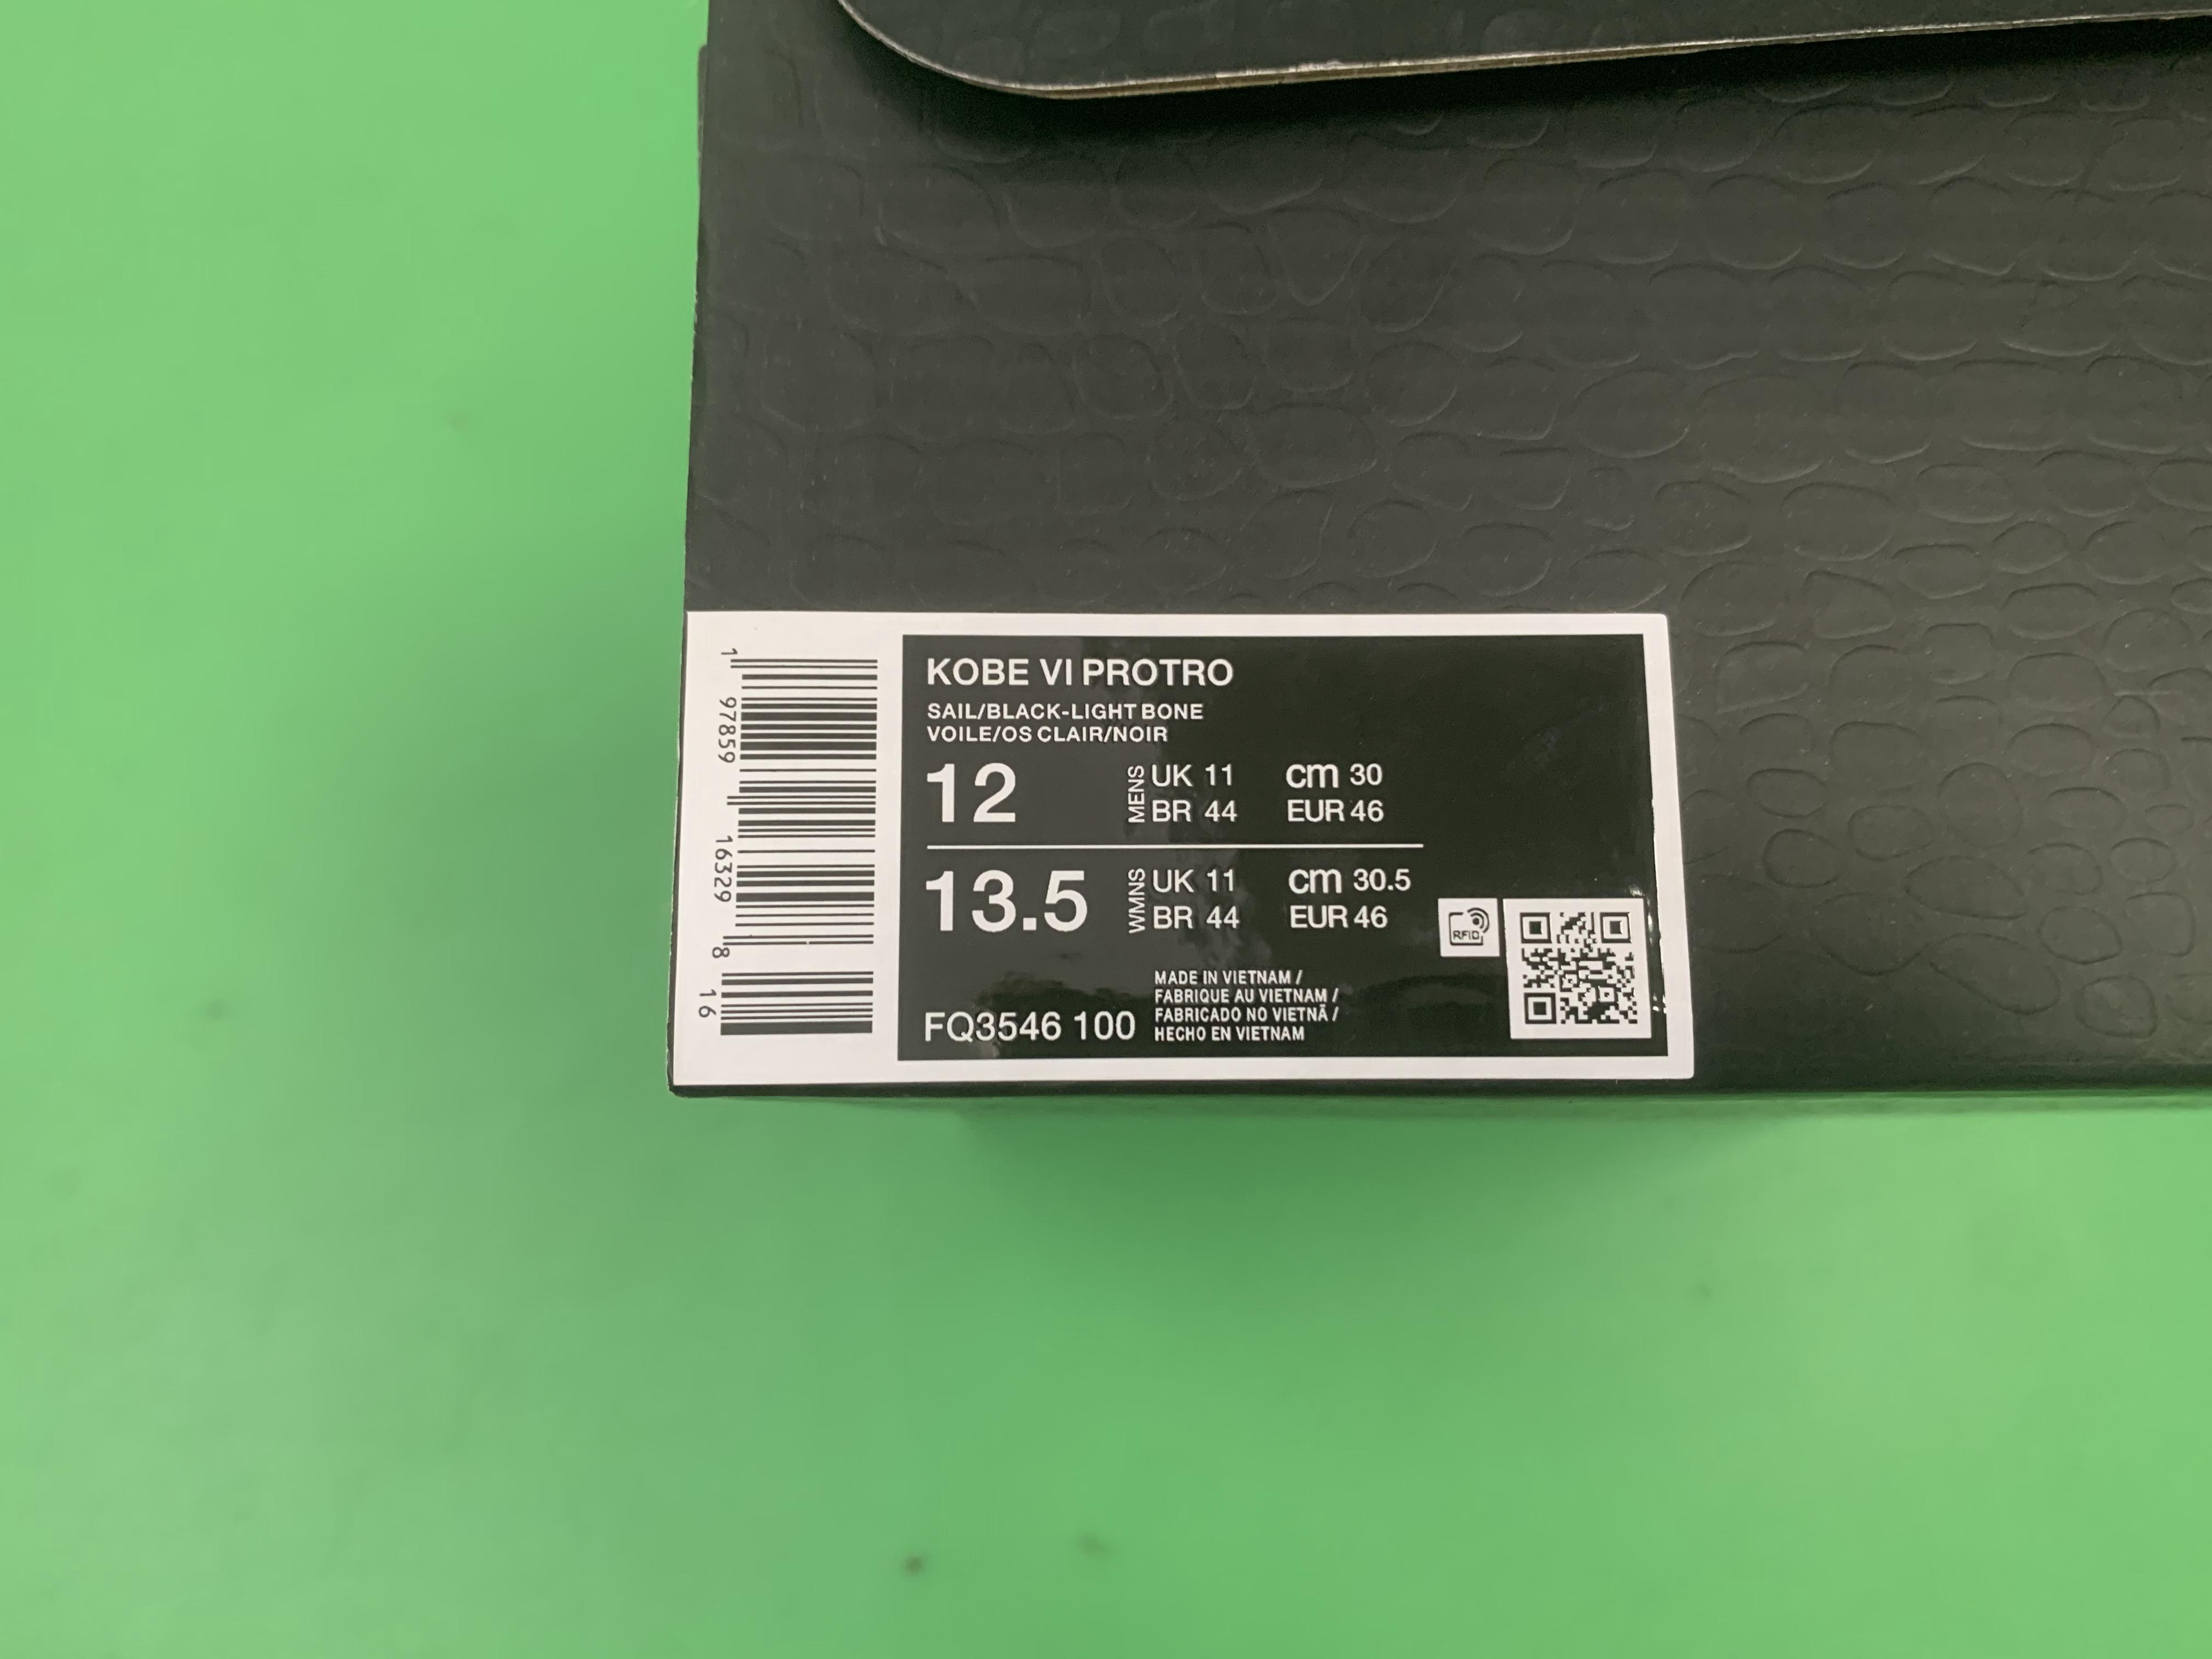 KOBE VI PROTRO
SAIL/BLACK-LIGHT BONE
VOILE/OS CLAIR/NOIR
12 MENS UK 11 cm 30
BR 44 EUR 46
13.5 WMNS UK 11 cm 30.5
BR 44 EUR 46
RFID
MADE IN VIETNAM /
FABRIQUE AU VIETNAM /
FABRICADO NO VIETNÃ /
HECHO EN VIETNAM
FQ3546 100
1 97859 16329 8 16